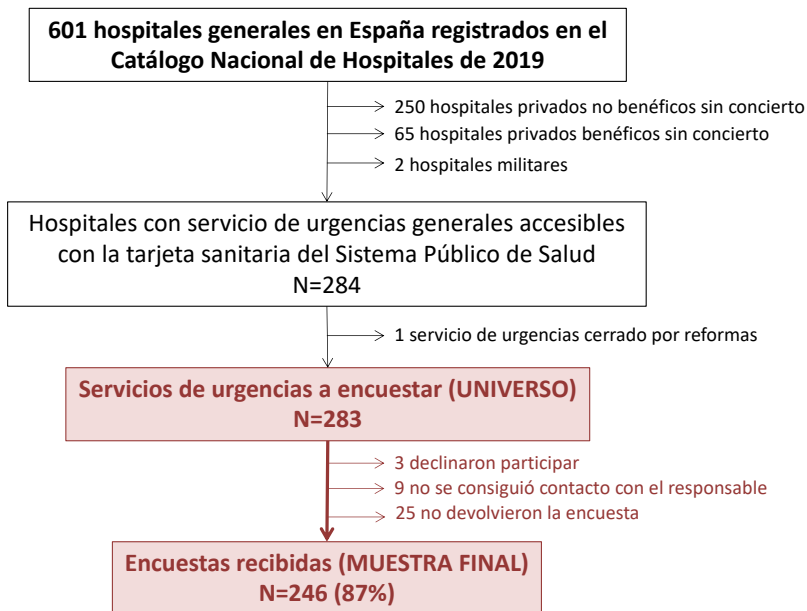 601 hospitales generales en España registrados en el
Catálogo Nacional de Hospitales de 2019
250 hospitales privados no benéficos sin concierto
65 hospitales privados benéficos sin concierto
2 hospitales militares
Hospitales con servicio de urgencias generales accesibles
con la tarjeta sanitaria del Sistema Público de Salud
N=284
1 servicio de urgencias cerrado por reformas
Servicios de urgencias a encuestar (UNIVERSO)
N=283
3 declinaron participar
9 no se consiguió contacto con el responsable
25 no devolvieron la encuesta
Encuestas recibidas (MUESTRA FINAL)
N=246 (87%)